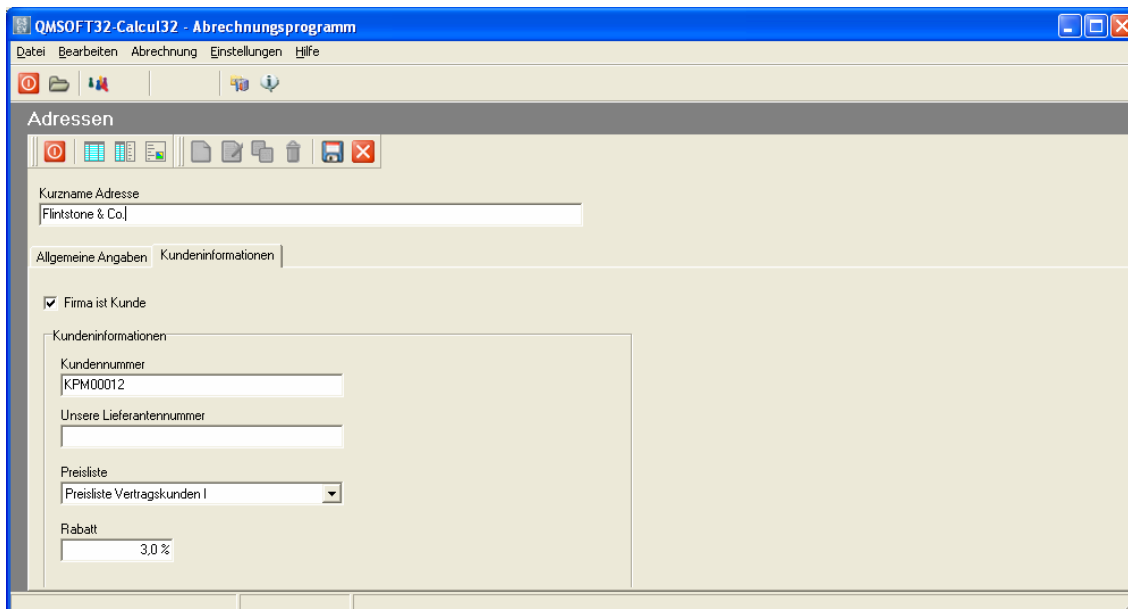 QMSOFT32-Calcul32 - Abrechnungsprogramm
Datei Bearbeiten Abrechnung Einstellungen Hilfe
Adressen
Kurzname Adresse
Flintstone & Co.
Allgemeine Angaben Kundeninformationen
Firma ist Kunde
Kundeninformationen
Kundennummer
KPM00012
Unsere Lieferantennummer
Preisliste
Preisliste Vertragskunden I
Rabatt
3,0 %